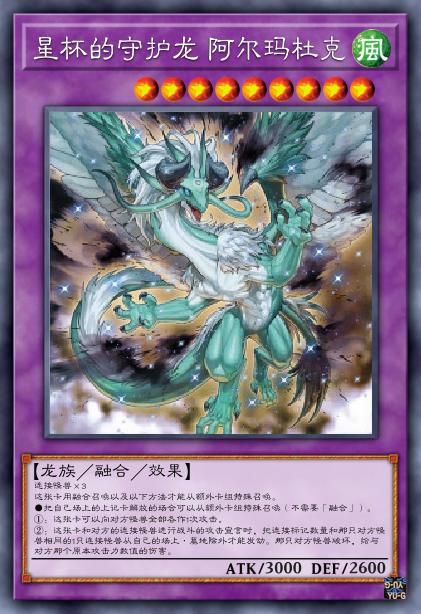 星杯的守护龙 阿尔玛杜克 風
【龙族／融合／效果】
连接怪兽×3
这张卡用融合召唤以及以下方法才能从额外卡组特殊召唤。
●把自己场上的上记卡解放的场合可以从额外卡组特殊召唤（不需要「融合」）。
①：这张卡可以向对方怪兽全部各作1次攻击。
②：这张卡和对方的连接怪兽进行战斗的攻击宣言时，把连接标记数量和那只对方怪
兽相同的1只连接怪兽从自己的场上·墓地除外才能发动。那只对方怪兽破坏，给与
对方那个原本攻击力数值的伤害。
ATK/3000 DEF/2600